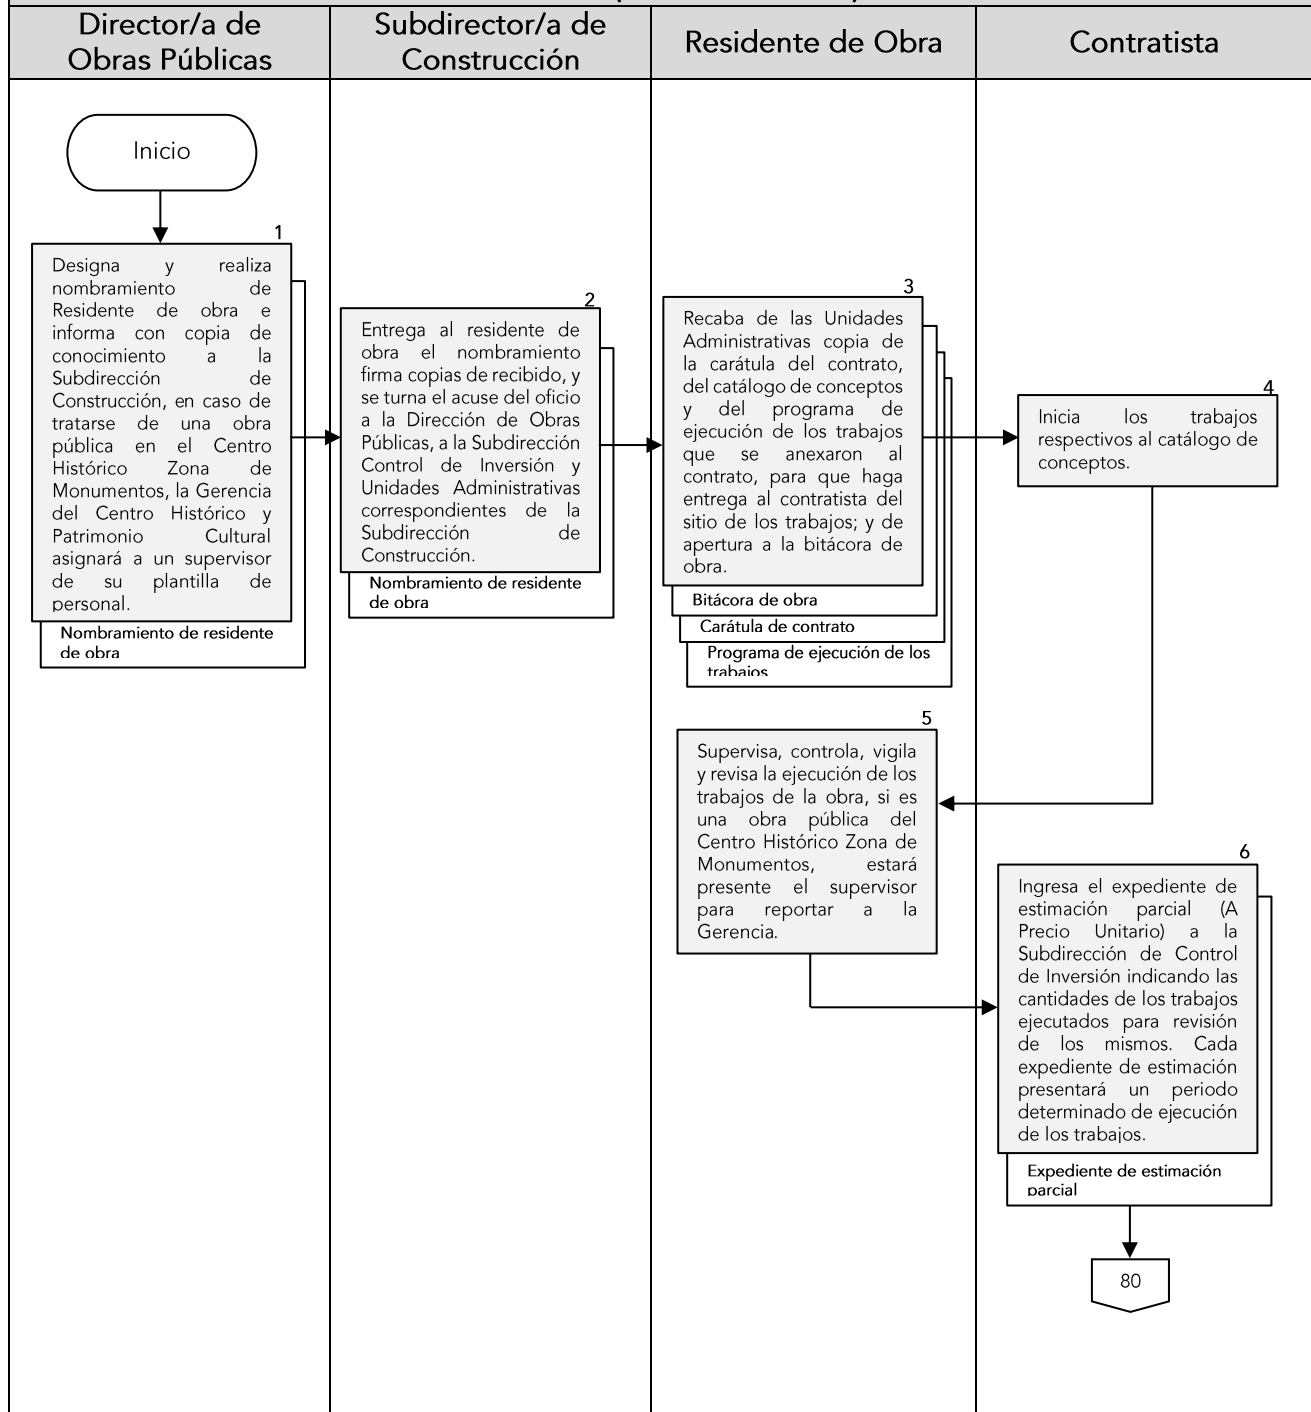 Director/a de
Obras Públicas
Subdirector/a de
Construcción
Residente de Obra
Contratista
Inicio
1
Designa y realiza
nombramiento de
Residente de obra e
informa con copia de
conocimiento a la
Subdirección de
Construcción, en caso de
tratarse de una obra
pública en el Centro
Histórico Zona de
Monumentos, la Gerencia
del Centro Histórico y
Patrimonio Cultural
asignará a un supervisor
de su plantilla de
personal.
Nombramiento de residente
de obra
2
Entrega al residente de
obra el nombramiento
firma copias de recibido, y
se turna el acuse del oficio
a la Dirección de Obras
Públicas, a la Subdirección
Control de Inversión y
Unidades Administrativas
correspondientes de la
Subdirección de
Construcción.
Nombramiento de residente
de obra
3
Recaba de las Unidades
Administrativas copia de
la carátula del contrato,
del catálogo de conceptos
y del programa de
ejecución de los trabajos
que se anexaron al
contrato, para que haga
entrega al contratista del
sitio de los trabajos; y de
apertura a la bitácora de
obra.
Bitácora de obra
Carátula de contrato
Programa de ejecución de los
trabajos
4
Inicia los trabajos
respectivos al catálogo de
conceptos.
5
Supervisa, controla, vigila
y revisa la ejecución de los
trabajos de la obra, si es
una obra pública del
Centro Histórico Zona de
Monumentos, estará
presente el supervisor
para reportar a la
Gerencia.
6
Ingresa el expediente de
estimación parcial (A
Precio Unitario) a la
Subdirección de Control
de Inversión indicando las
cantidades de los trabajos
ejecutados para revisión
de los mismos. Cada
expediente de estimación
presentará un periodo
determinado de ejecución
de los trabajos.
Expediente de estimación
parcial
80